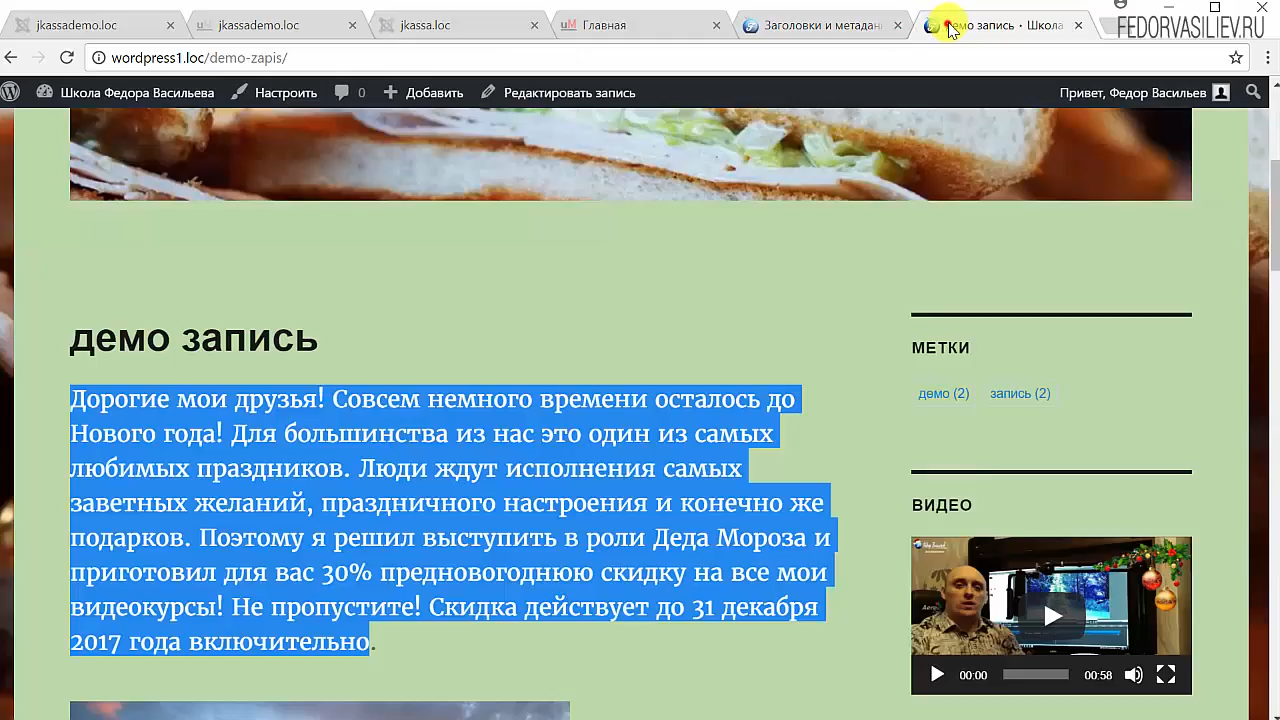 jkassademo.loc
jkassademo.loc
jkassa.loc
Главная
Заголовки и метадан
демо запись • Школа
FEDORVASILIEV.RU
wordpress1.loc/demo-zapis/
Школа Федора Васильева
Настроить
0
Добавить
Редактировать запись
Привет, Федор Васильев
демо запись
Дорогие мои друзья! Совсем немного времени осталось до
Нового года! Для большинства из нас это один из самых
любимых праздников. Люди ждут исполнения самых
заветных желаний, праздничного настроения и конечно же
подарков. Поэтому я решил выступить в роли Деда Мороза и
приготовил для вас 30% предновогоднюю скидку на все мои
видеокурсы! Не пропустите! Скидка действует до 31 декабря
2017 года включительно.
МЕТКИ
демо (2) запись (2)
ВИДЕО
00:00
00:58